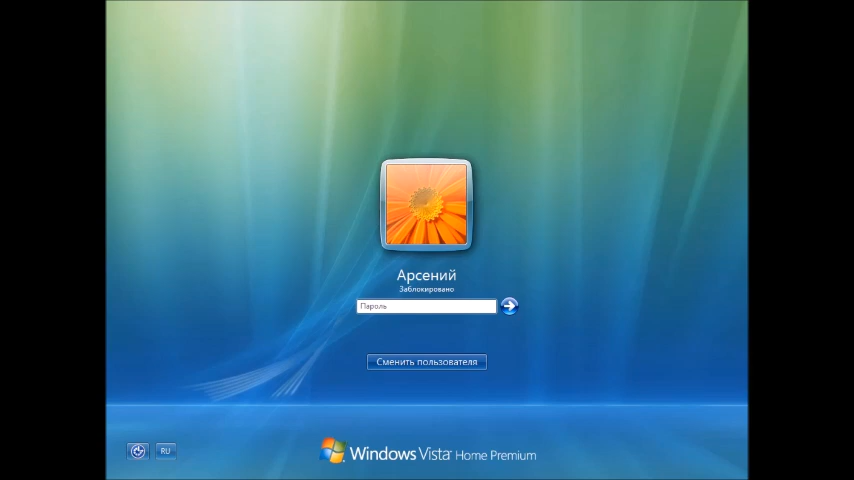 Арсений
Заблокировано
Пароль
Сменить пользователя
RU
Windows Vista Home Premium